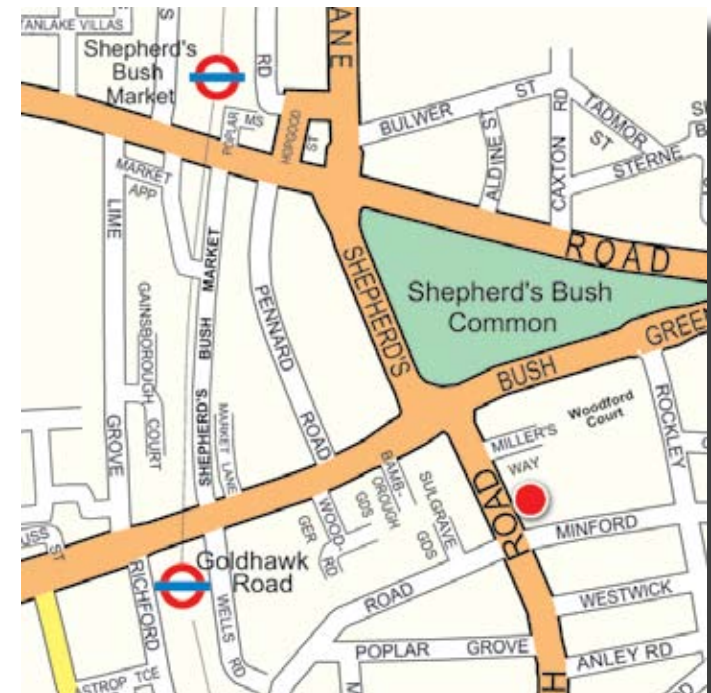 TANLAKE VILLAS
Shepherd's
Bush
Market
RD
ANE
BULWER ST
ALDINE ST
CAXTON RD
TADMOR
ST
STERNE
POPLAR
MS
HOPGOOD
ST
MARKET
APP
LIME
GROVE
GAINSBOROUGH
COURT
SHEPHERD'S BUSH MARKET
MARKET
LANE
PENNARD
ROAD
SHEPHERD'S
BUSH
GREEN
ROAD
Shepherd's Bush
Common
Woodford
Court
ROCKLEY
MILLER'S
WAY
ROAD
MINFORD
WESTWICK
ANLEY RD
POPLAR GROVE
ROAD
SULGRAVE
GDS
BAMB-
OROUGH
GDS
WOOD-
GER
RD
Goldhawk
Road
WELLS
RD
RICHFORD
USS
ST
ASTROP TCE
H